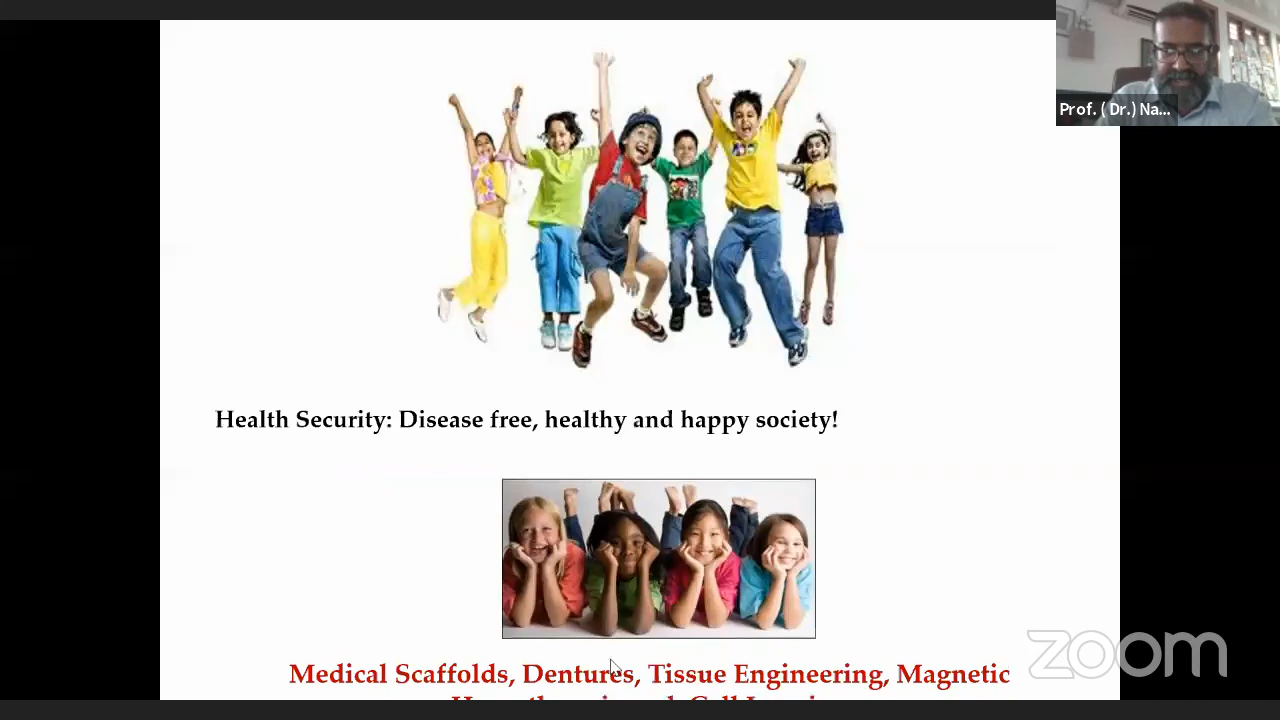 Prof. ( Dr.) Na...
Health Security: Disease free, healthy and happy society!
Medical Scaffolds, Dentures, Tissue Engineering, Magnetic
zoom